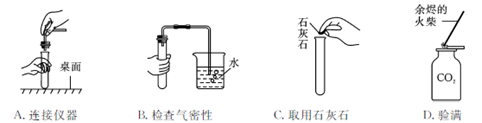 桌面
A. 连接仪器
水
B. 检查气密性
石
灰
石
C. 取用石灰石
余烬的
火柴
CO₂
D. 验满